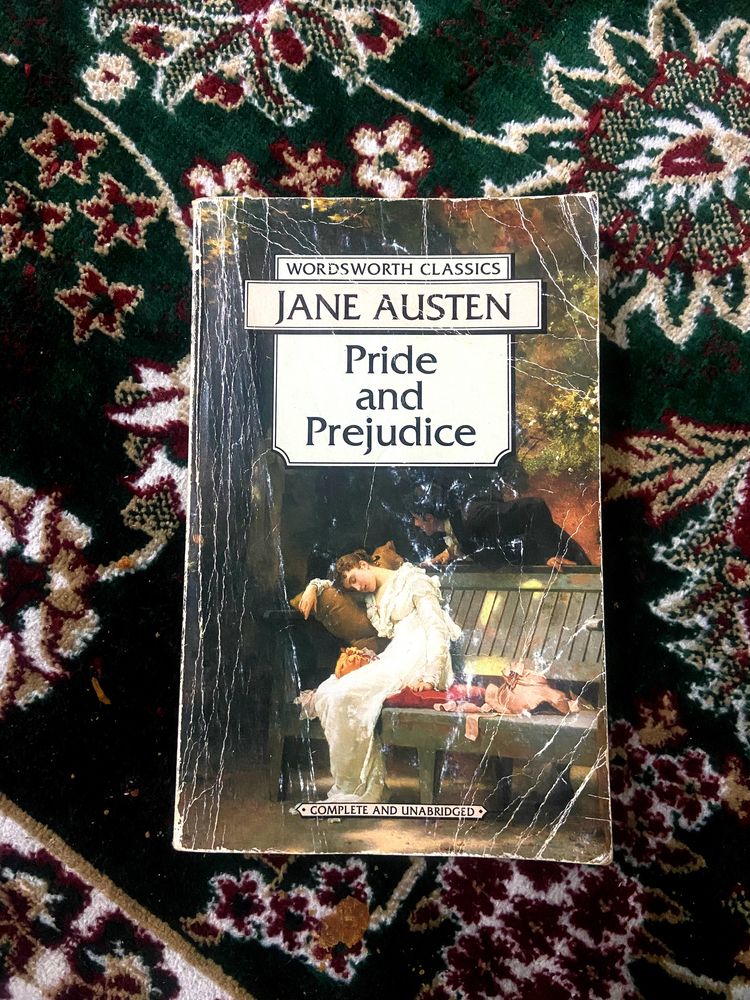 WORDSWORTH CLASSICS
JANE AUSTEN
Pride
and
Prejudice
COMPLETE AND UNABRIDGED